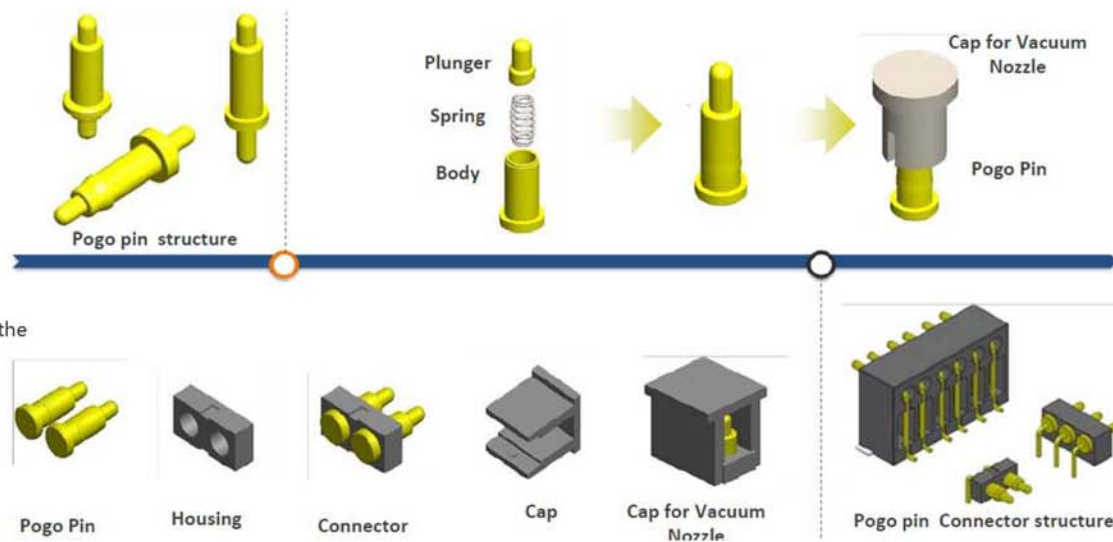 Cap for Vacuum
Nozzle
Plunger
Spring
Body
Pogo Pin
Pogo pin structure
the
Pogo Pin
Housing
Connector
Cap
Cap for Vacuum
Nozzle
Pogo pin Connector structure